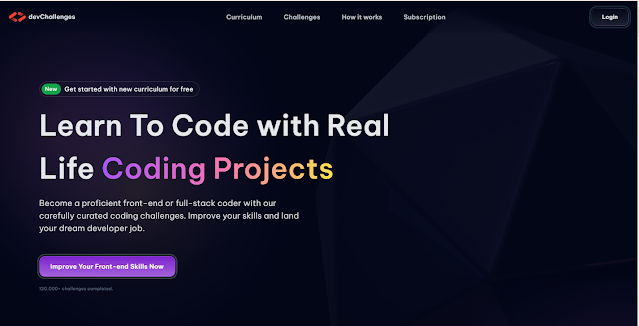 devChallenges
Curriculum
Challenges
How it works
Subscription
Login
New Get started with new curriculum for free
Learn To Code with Real
Life Coding Projects
Become a proficient front-end or full-stack coder with our
carefully curated coding challenges. Improve your skills and land
your dream developer job.
Improve Your Front-end Skills Now
120,000+ challenges completed.